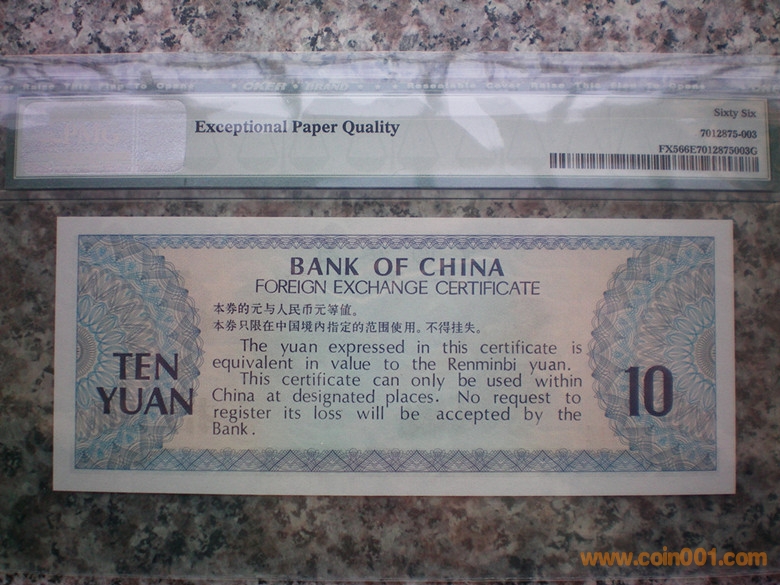 Exceptional Paper Quality
Sixty Six
7012875-003
FX566E7012875003G
BANK OF CHINA
FOREIGN EXCHANGE CERTIFICATE
本券的元与人民币元等値。
本券只限在中国境内指定的范围使用。不得挂失。
The yuan expressed in this certificate is
equivalent in value to the Renminbi yuan.
This certificate can only be used within
China at designated places. No request to
register its loss will be accepted by the
Bank.
TEN
YUAN
10
www.coin001.com